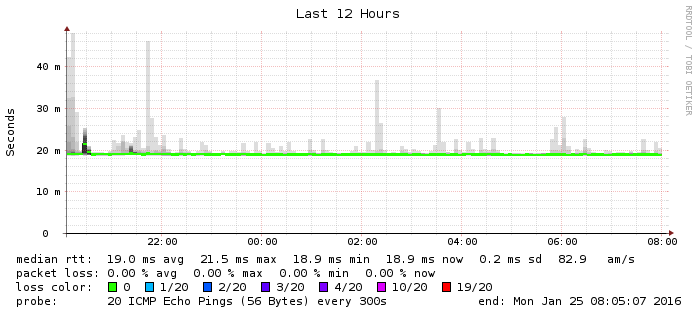 Last 12 Hours
RRDTOOL / TOBI OETIKER
Seconds
40 m
30 m
20 m
10 m
0
22:00 00:00 02:00 04:00 06:00 08:00
median rtt: 19.0 ms avg 21.5 ms max 18.9 ms min 18.9 ms now 0.2 ms sd 82.9 am/s
packet loss: 0.00 % avg 0.00 % max 0.00 % min 0.00 % now
loss color: 0 1/20 2/20 3/20 4/20 10/20 19/20
probe: 20 ICMP Echo Pings (56 Bytes) every 300s end: Mon Jan 25 08:05:07 2016